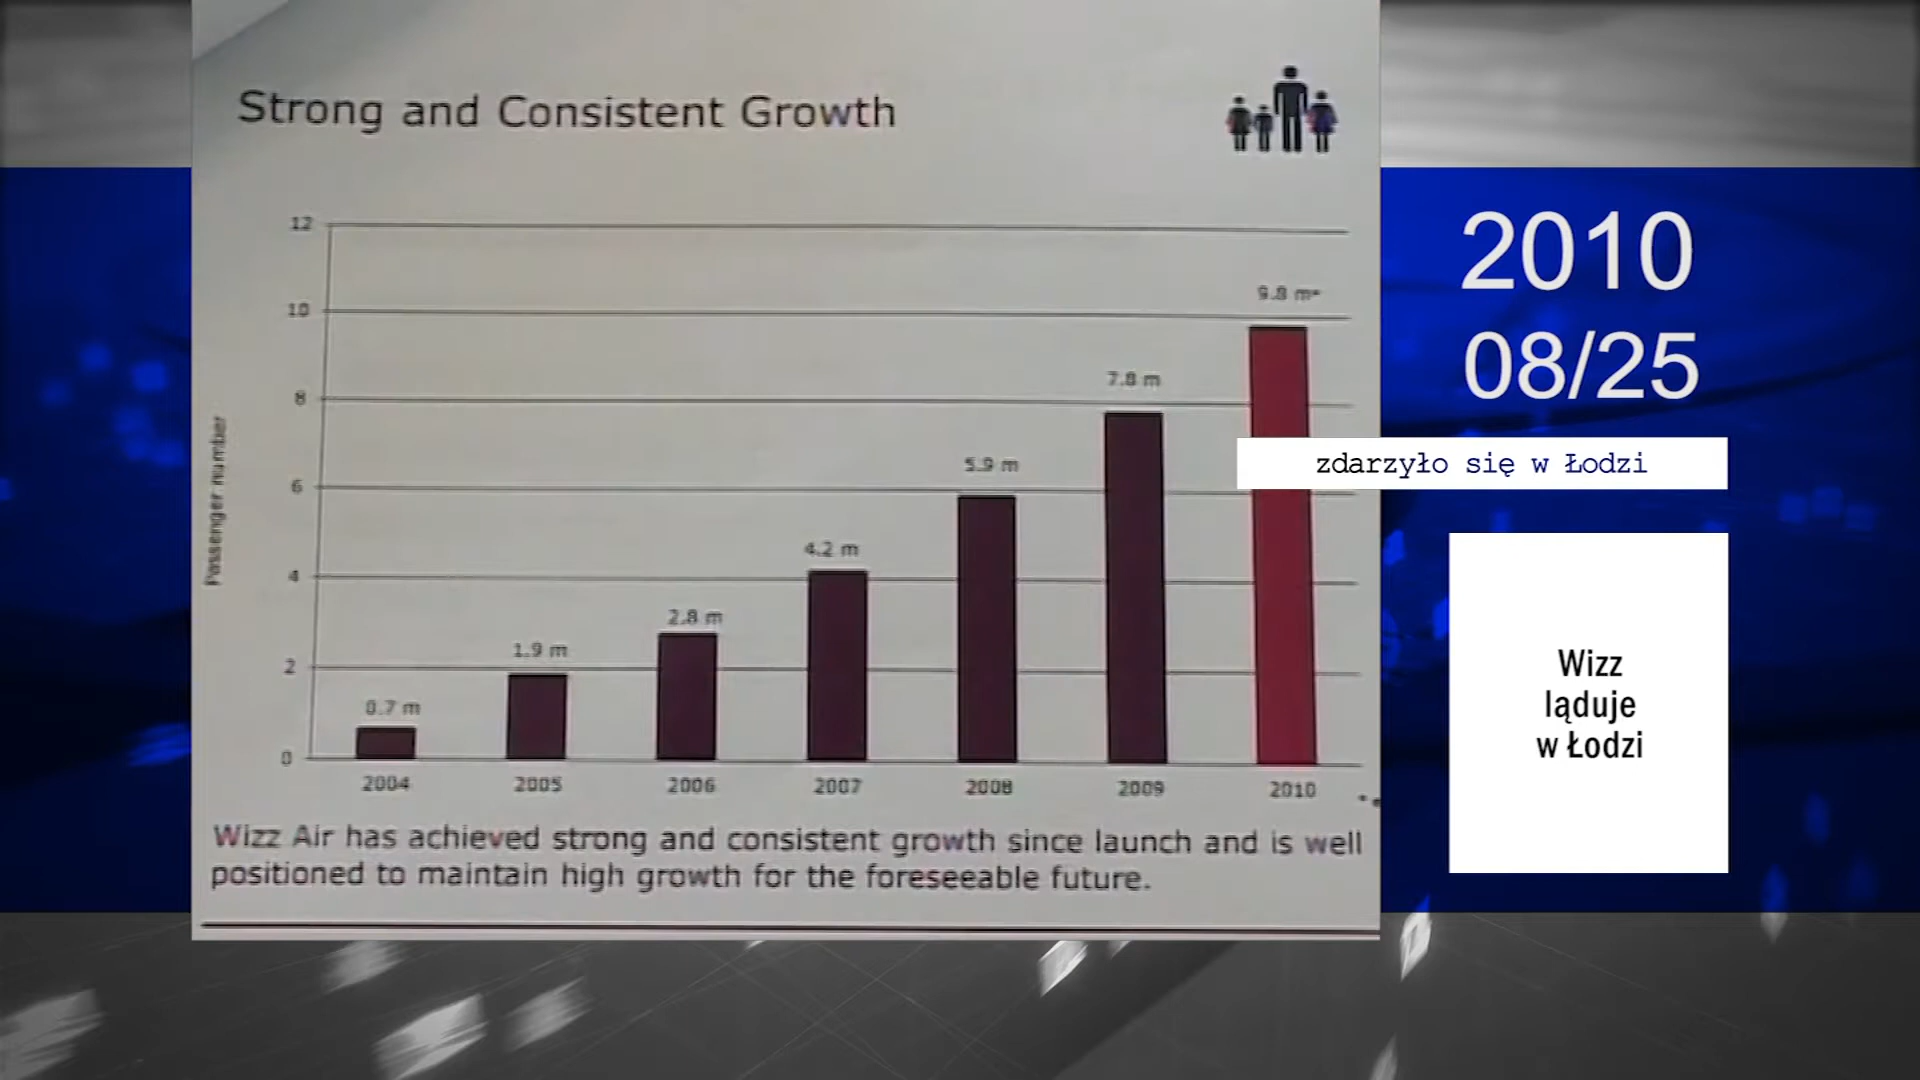 Strong and Consistent Growth
12
10
8
6
4
2
0
Passenger number
0.7 m
1.9 m
2.8 m
4.2 m
5.9 m
7.8 m
9.8 m*
2004
2005
2006
2007
2008
2009
2010
Wizz Air has achieved strong and consistent growth since launch and is well
positioned to maintain high growth for the foreseeable future.
2010
08/25
zdarzyło się w Łodzi
Wizz
ląduje
w Łodzi